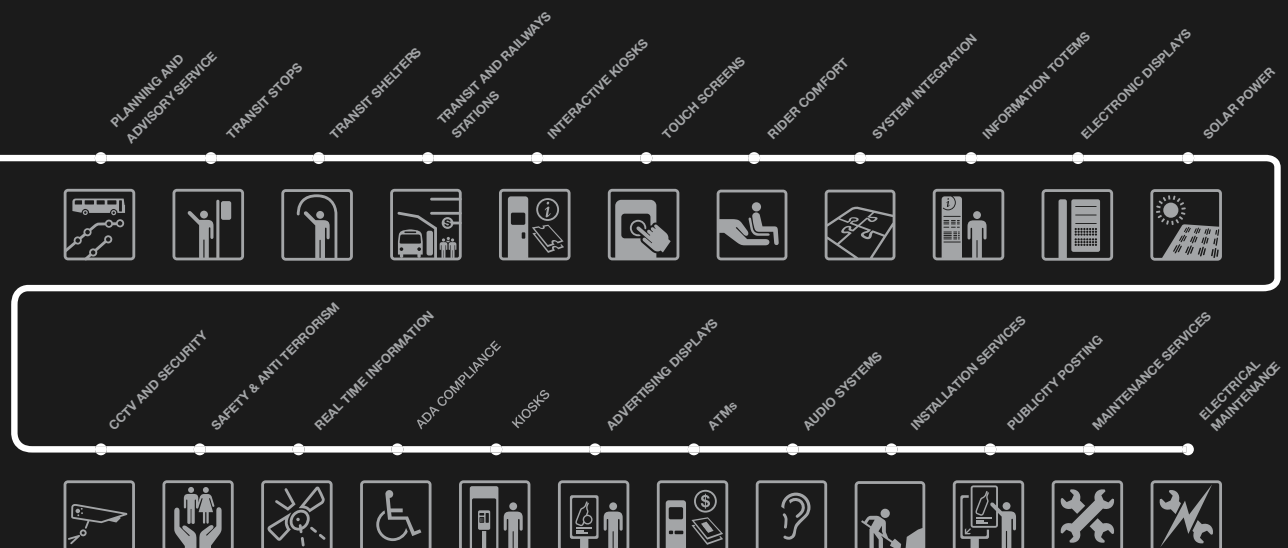 PLANNING AND
ADVISORY SERVICE
TRANSIT STOPS
TRANSIT SHELTERS
TRANSIT AND RAILWAYS
STATIONS
INTERACTIVE KIOSKS
TOUCH SCREENS
RIDER COMFORT
SYSTEM INTEGRATION
INFORMATION TOTEMS
ELECTRONIC DISPLAYS
SOLAR POWER
$
i
i
CCTV AND SECURITY
SAFETY & ANTI TERRORISM
REAL TIME INFORMATION
ADA COMPLIANCE
KIOSKS
ADVERTISING DISPLAYS
ATMs
AUDIO SYSTEMS
INSTALLATION SERVICES
PUBLICITY POSTING
MAINTENANCE SERVICES
ELECTRICAL
MAINTENANCE
$